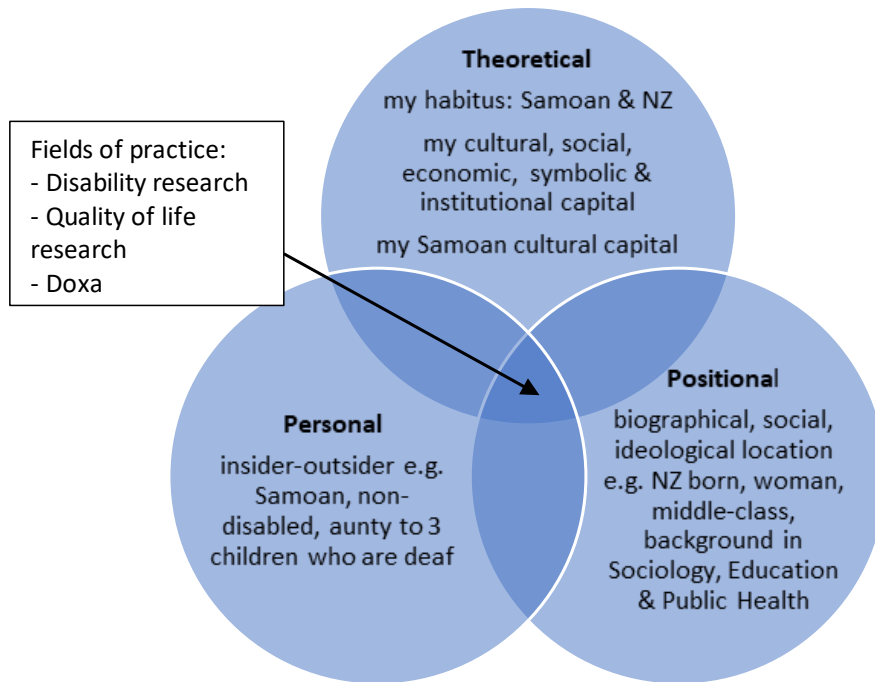 Theoretical
my habitus: Samoan & NZ
my cultural, social,
economic, symbolic &
institutional capital
my Samoan cultural capital
Fields of practice:
- Disability research
- Quality of life
research
- Doxa
Personal
insider-outsider e.g.
Samoan, non-
disabled, aunty to 3
children who are deaf
Positional
biographical, social,
ideological location
e.g. NZ born, woman,
middle-class,
background in
Sociology, Education
& Public Health